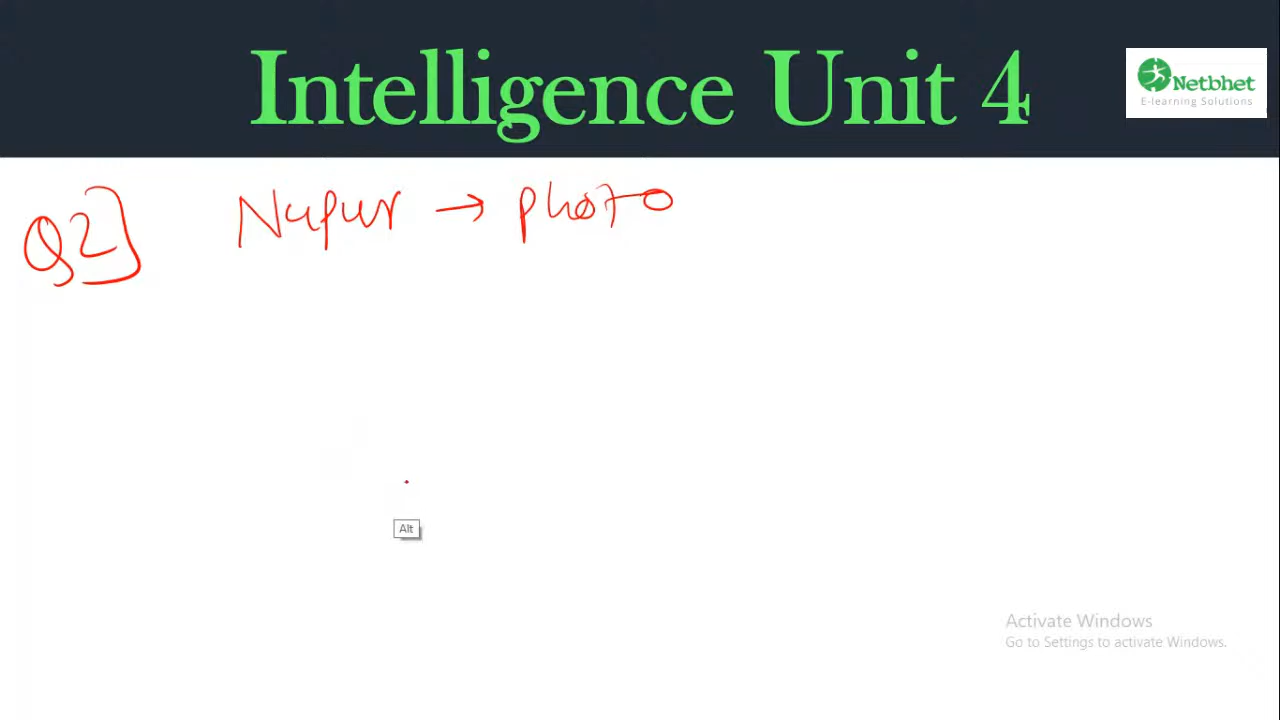 Intelligence Unit 4
Netbhet
E-learning Solutions
Q2] Nupur → photo
Alt
Activate Windows
Go to Settings to activate Windows.